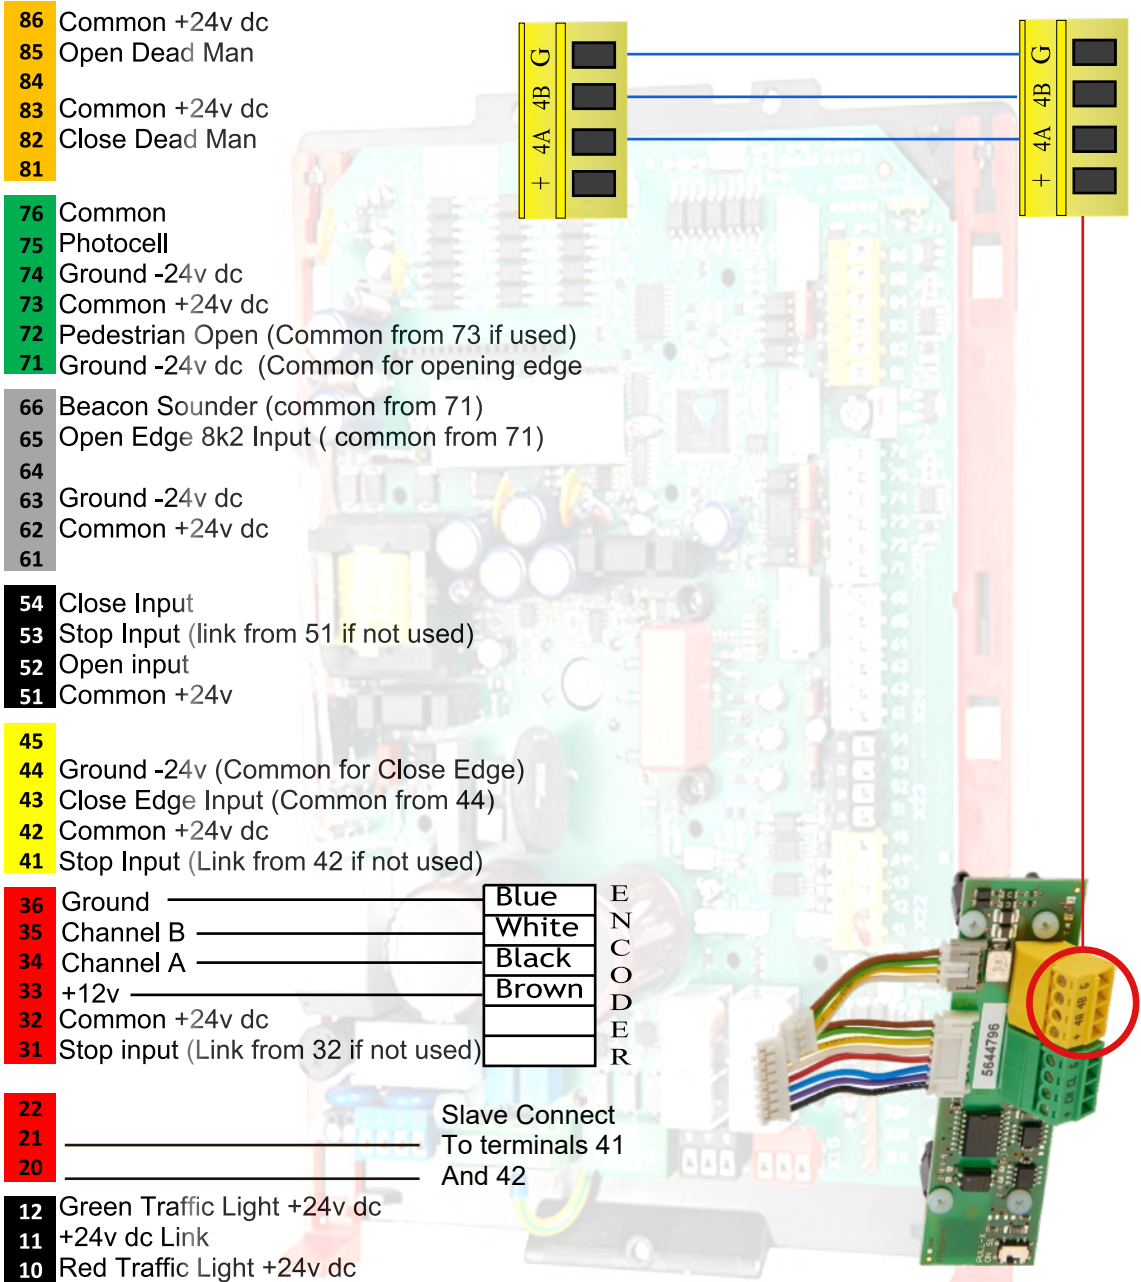 86 Common +24v dc
85 Open Dead Man
84
83 Common +24v dc
82 Close Dead Man
81
76 Common
75 Photocell
74 Ground -24v dc
73 Common +24v dc
72 Pedestrian Open (Common from 73 if used)
71 Ground -24v dc (Common for opening edge
66 Beacon Sounder (common from 71)
65 Open Edge 8k2 Input ( common from 71)
64
63 Ground -24v dc
62 Common +24v dc
61
54 Close Input
53 Stop Input (link from 51 if not used)
52 Open input
51 Common +24v
45
44 Ground -24v (Common for Close Edge)
43 Close Edge Input (Common from 44)
42 Common +24v dc
41 Stop Input (Link from 42 if not used)
36 Ground Blue
35 Channel B White
34 Channel A Black
33 +12v Brown
32 Common +24v dc
31 Stop input (Link from 32 if not used)
ENCODER
22
21
20
Slave Connect
To terminals 41
And 42
12 Green Traffic Light +24v dc
11 +24v dc Link
10 Red Traffic Light +24v dc
+ 4A 4B G
+ 4A 4B G
+ 4A 4B G
5644796
PULL-X
ON S1